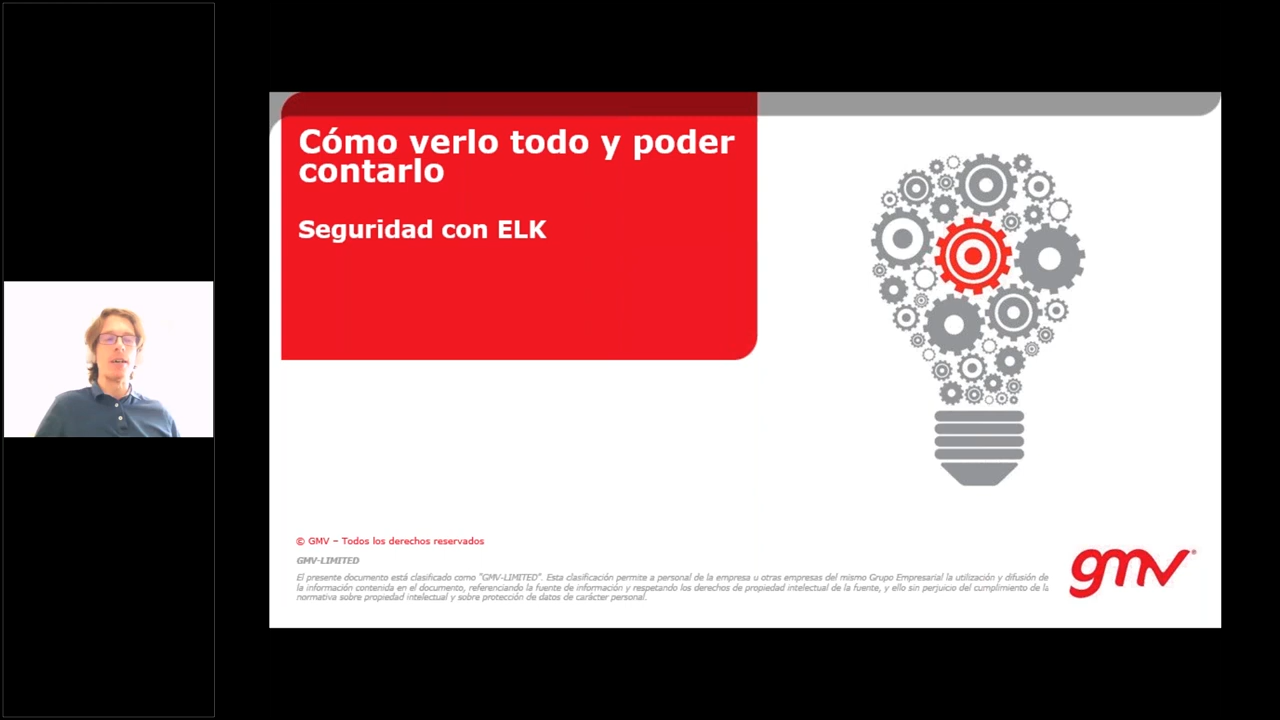 Cómo verlo todo y poder
contarlo
Seguridad con ELK
© GMV – Todos los derechos reservados
GMV-LIMITED
El presente documento está clasificado como "GMV-LIMITED". Esta clasificación permite a personal de la empresa u otras empresas del mismo Grupo Empresarial la utilización y difusión de
la información contenida en el documento, referenciando la fuente de información y respetando los derechos de propiedad intelectual de la fuente, y ello sin perjuicio del cumplimiento de la
normativa sobre propiedad intelectual y sobre protección de datos de carácter personal.
gmv®